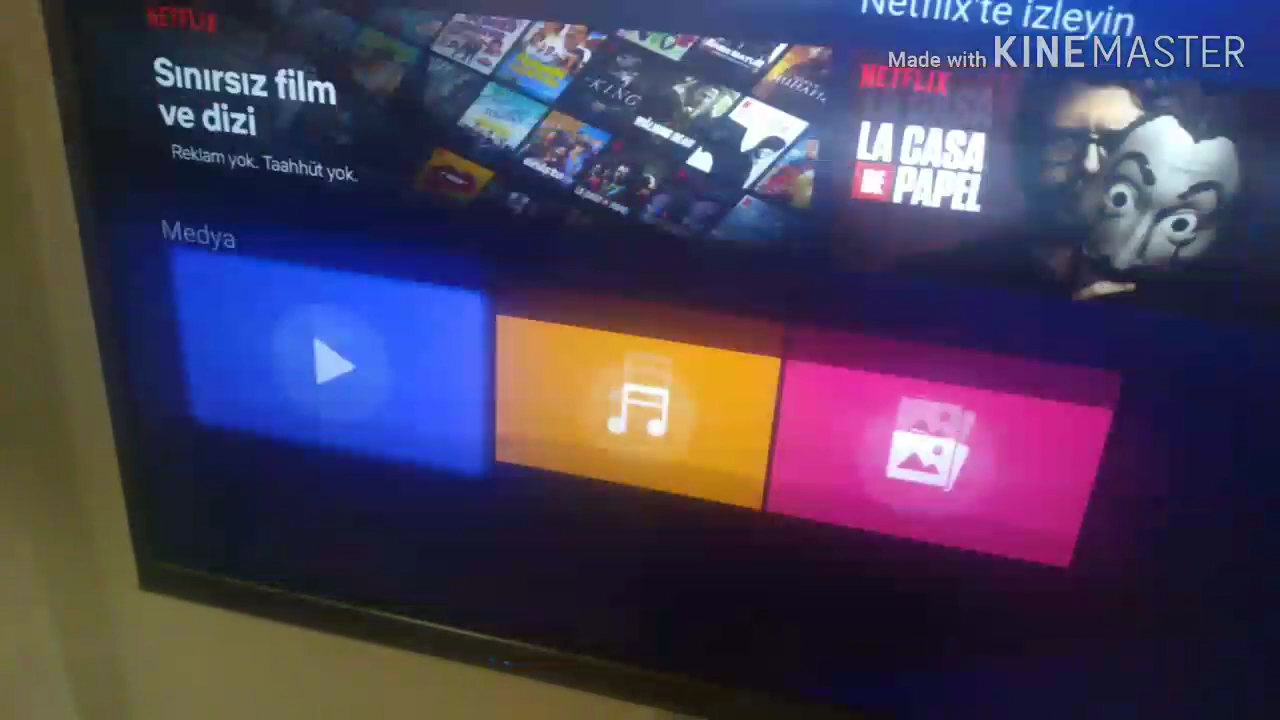 Netflix'te izleyin
Made with KINEMASTER
NETFLIX
Sınırsız film
ve dizi
Reklam yok. Taahhüt yok.
KING
NETFLIX
LA CASA
DE PAPEL
Medya